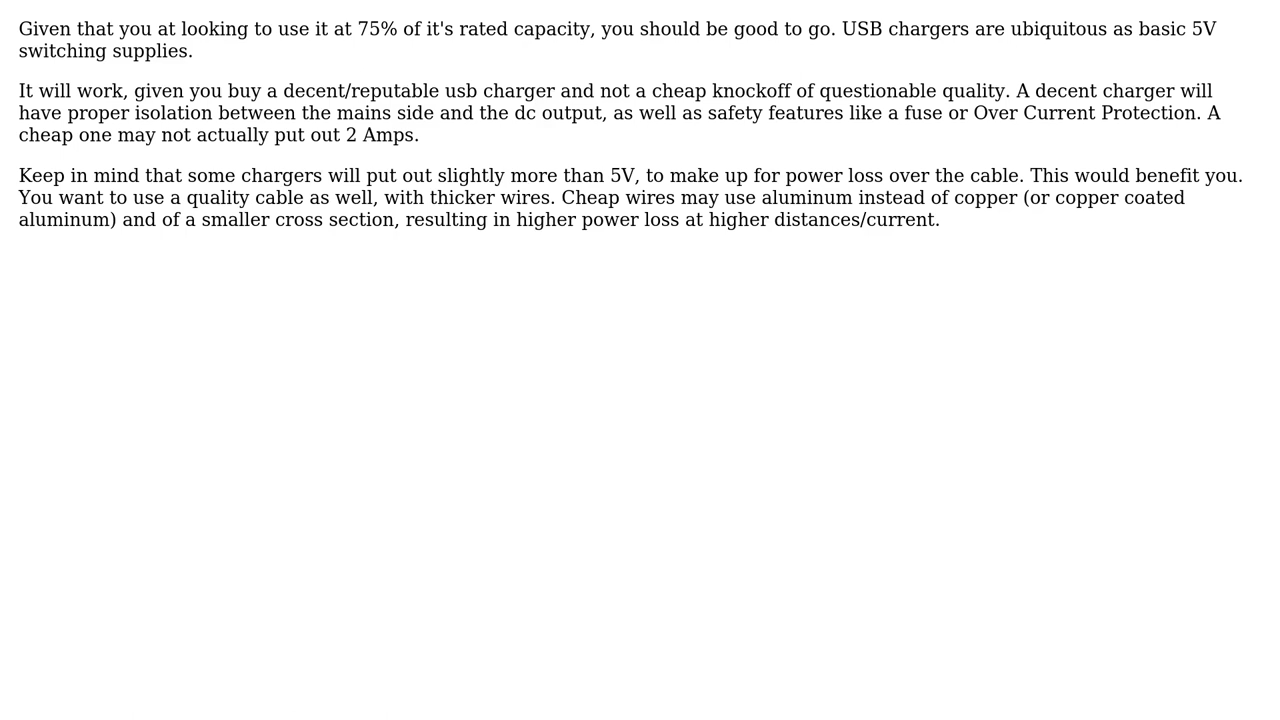 Given that you at looking to use it at 75% of it's rated capacity, you should be good to go. USB chargers are ubiquitous as basic 5V
switching supplies.
It will work, given you buy a decent/reputable usb charger and not a cheap knockoff of questionable quality. A decent charger will
have proper isolation between the mains side and the dc output, as well as safety features like a fuse or Over Current Protection. A
cheap one may not actually put out 2 Amps.
Keep in mind that some chargers will put out slightly more than 5V, to make up for power loss over the cable. This would benefit you.
You want to use a quality cable as well, with thicker wires. Cheap wires may use aluminum instead of copper (or copper coated
aluminum) and of a smaller cross section, resulting in higher power loss at higher distances/current.